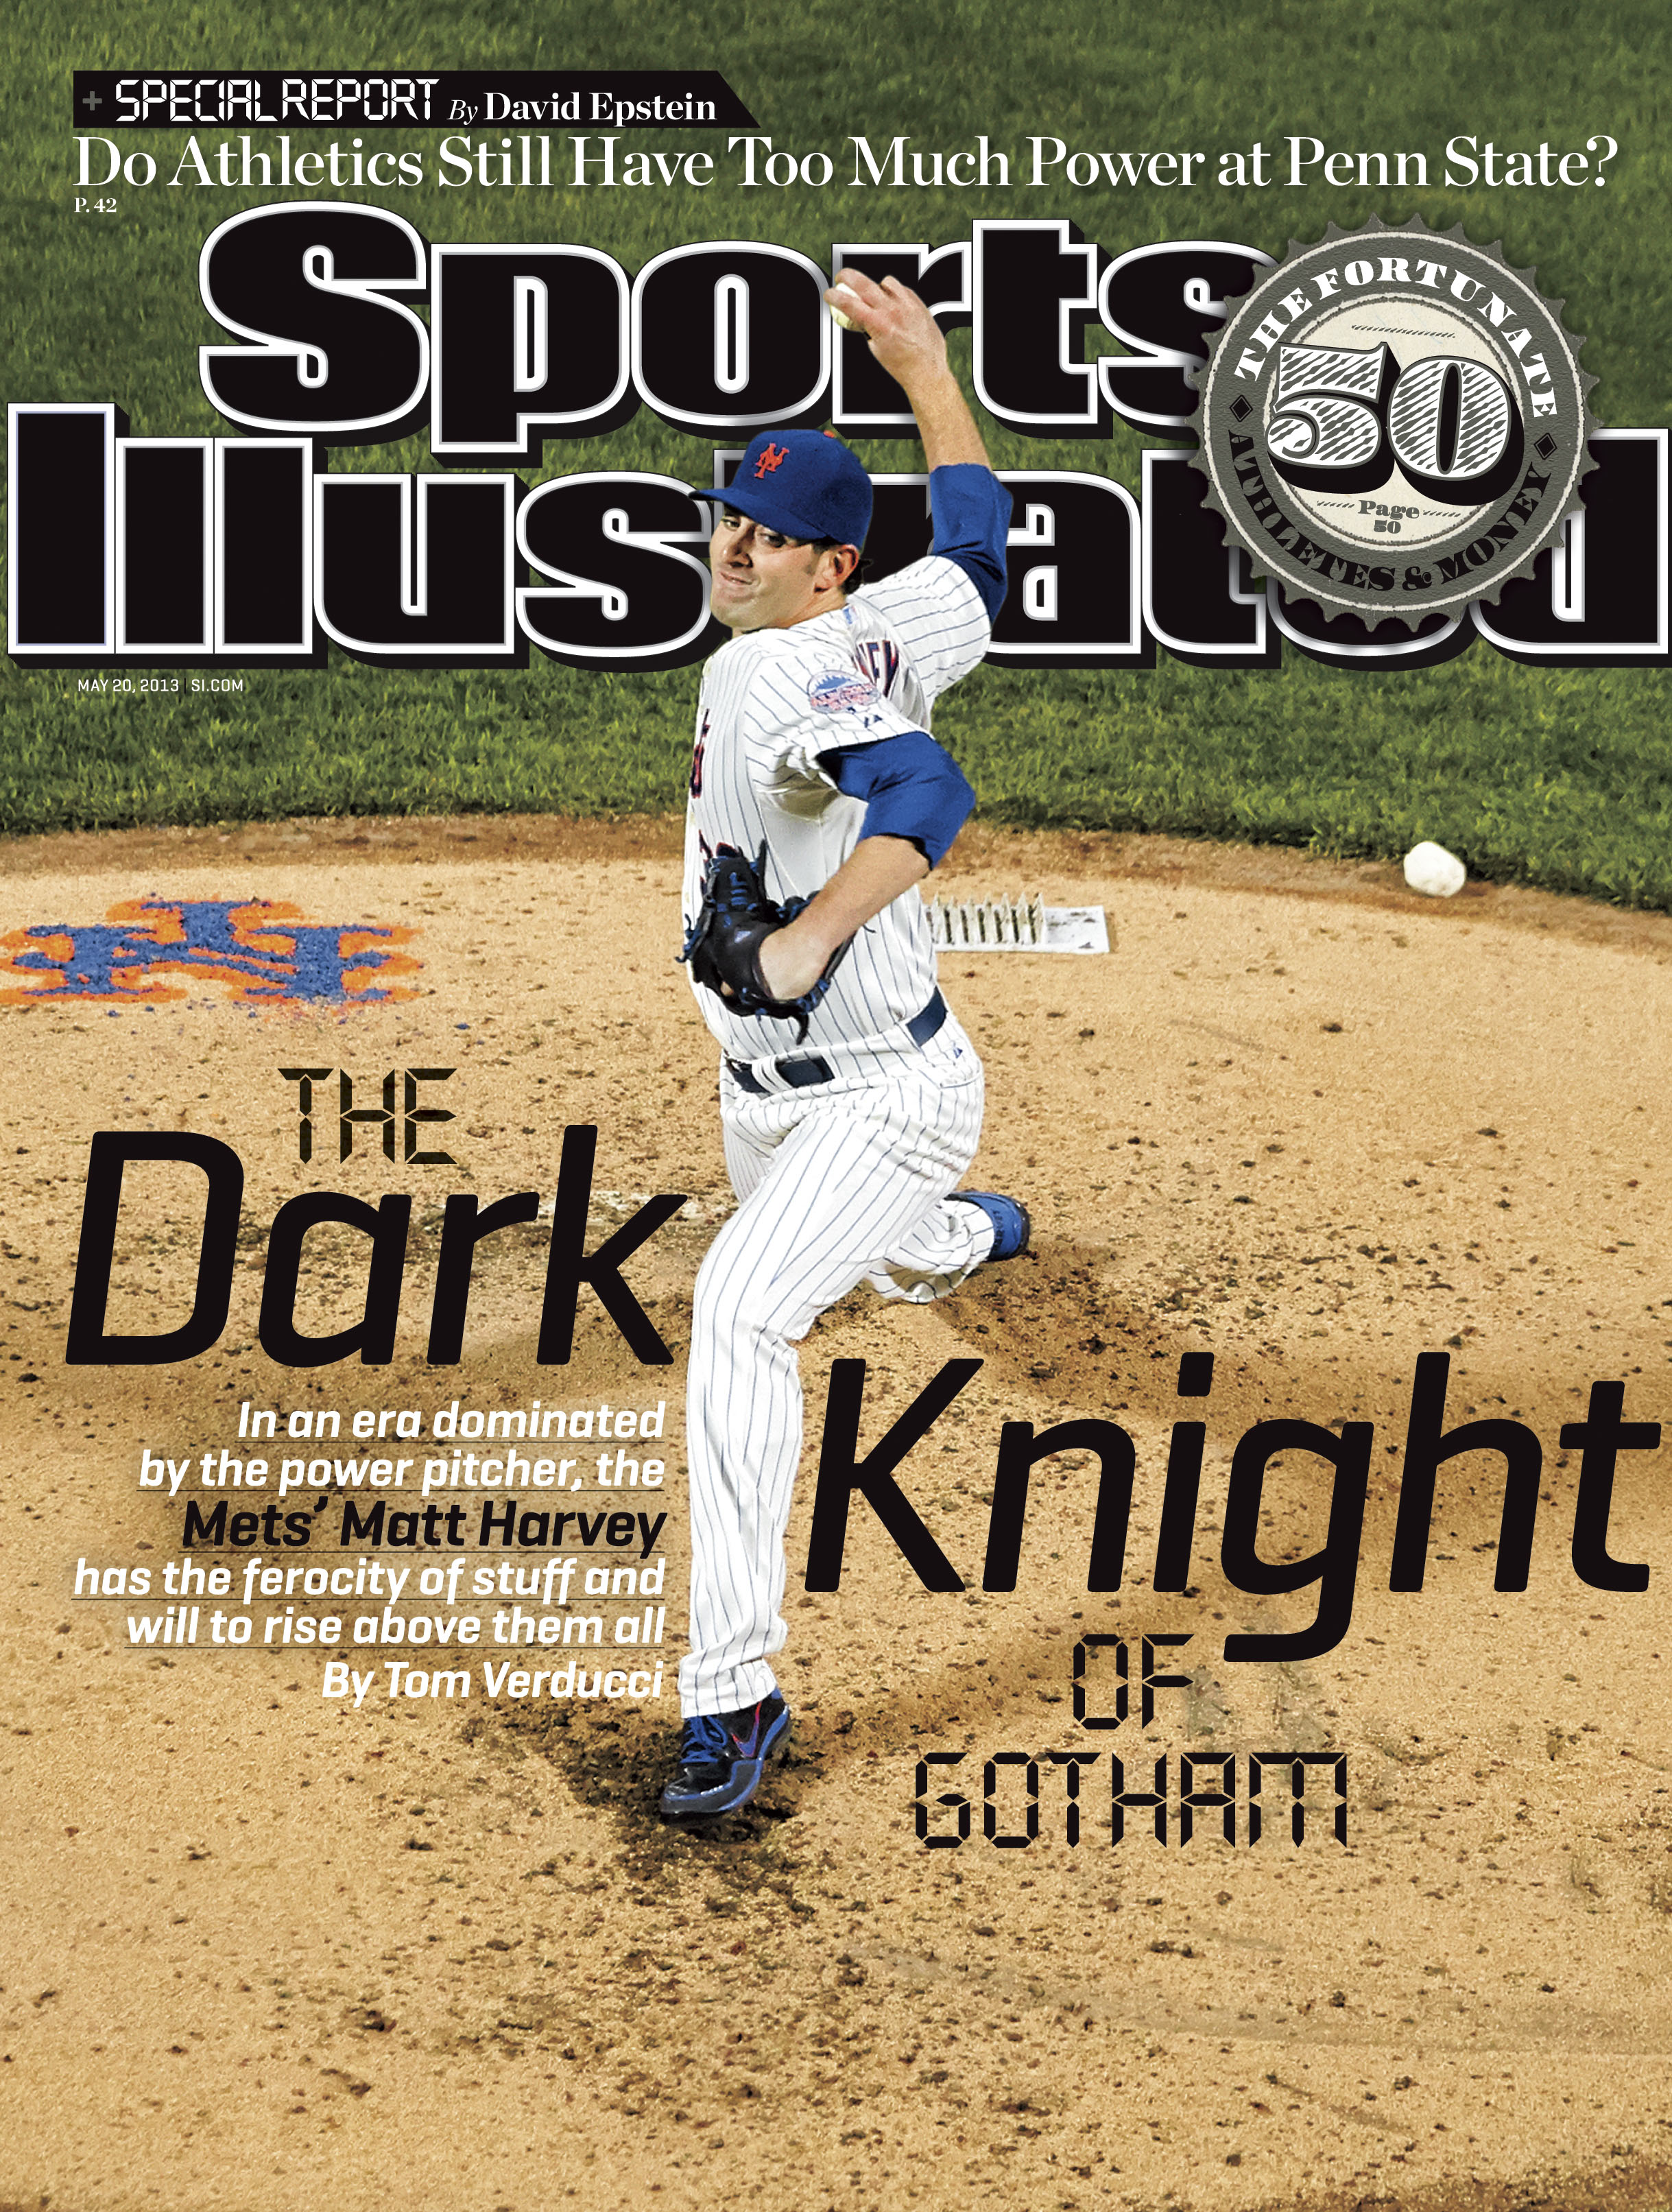 + SPECIAL REPORT By David Epstein
Do Athletics Still Have Too Much Power at Penn State?
P. 42
Sports
Illustrated
THE FORTUNATE
50
Page
50
ATHLETES & MONEY
MAY 20, 2013 | SI.COM
NY
NY
THE
Dark
Knight
OF
GOTHAM
In an era dominated
by the power pitcher, the
Mets’ Matt Harvey
has the ferocity of stuff and
will to rise above them all
By Tom Verducci